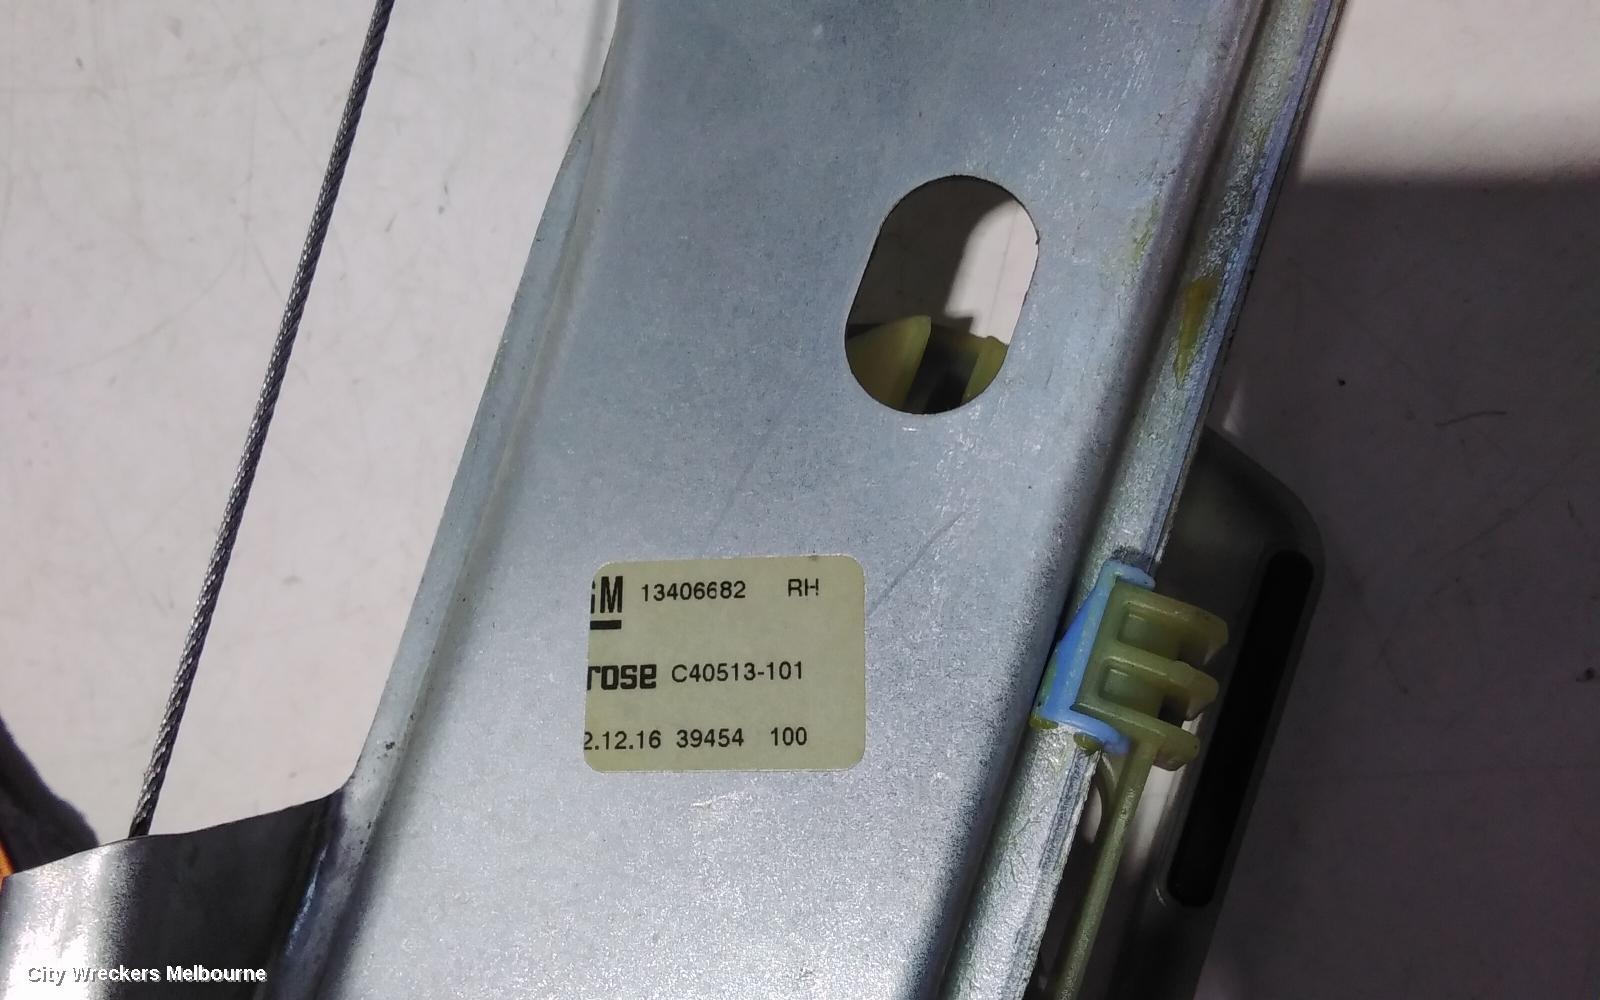 GM 13406682 RH
rose C40513-101
2.12.16 39454 100
City Wreckers Melbourne